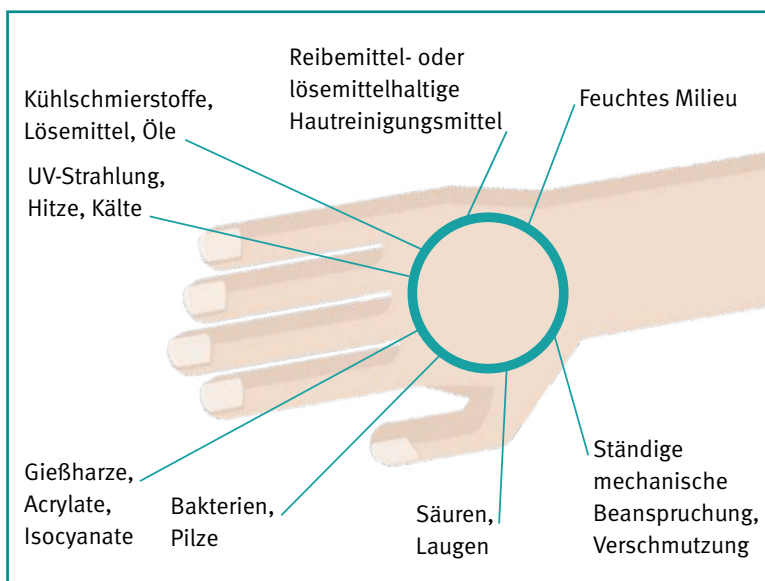 Reibemittel- oder
lösemittelhaltige
Hautreinigungsmittel
Feuchtes Milieu
Kühlschmierstoffe,
Lösemittel, Öle
UV-Strahlung,
Hitze, Kälte
Gießharze,
Acrylate,
Isocyanate
Bakterien,
Pilze
Säuren,
Laugen
Ständige
mechanische
Beanspruchung,
Verschmutzung